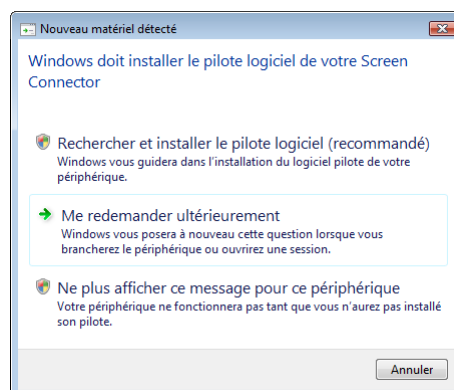 Nouveau matériel détecté
Windows doit installer le pilote logiciel de votre Screen
Connector
Rechercher et installer le pilote logiciel (recommandé)
Windows vous guidera dans l'installation du logiciel pilote de votre
périphérique.
Me redemander ultérieurement
Windows vous posera à nouveau cette question lorsque vous
brancherez le périphérique ou ouvrirez une session.
Ne plus afficher ce message pour ce périphérique
Votre périphérique ne fonctionnera pas tant que vous n'aurez pas installé
son pilote.
Annuler